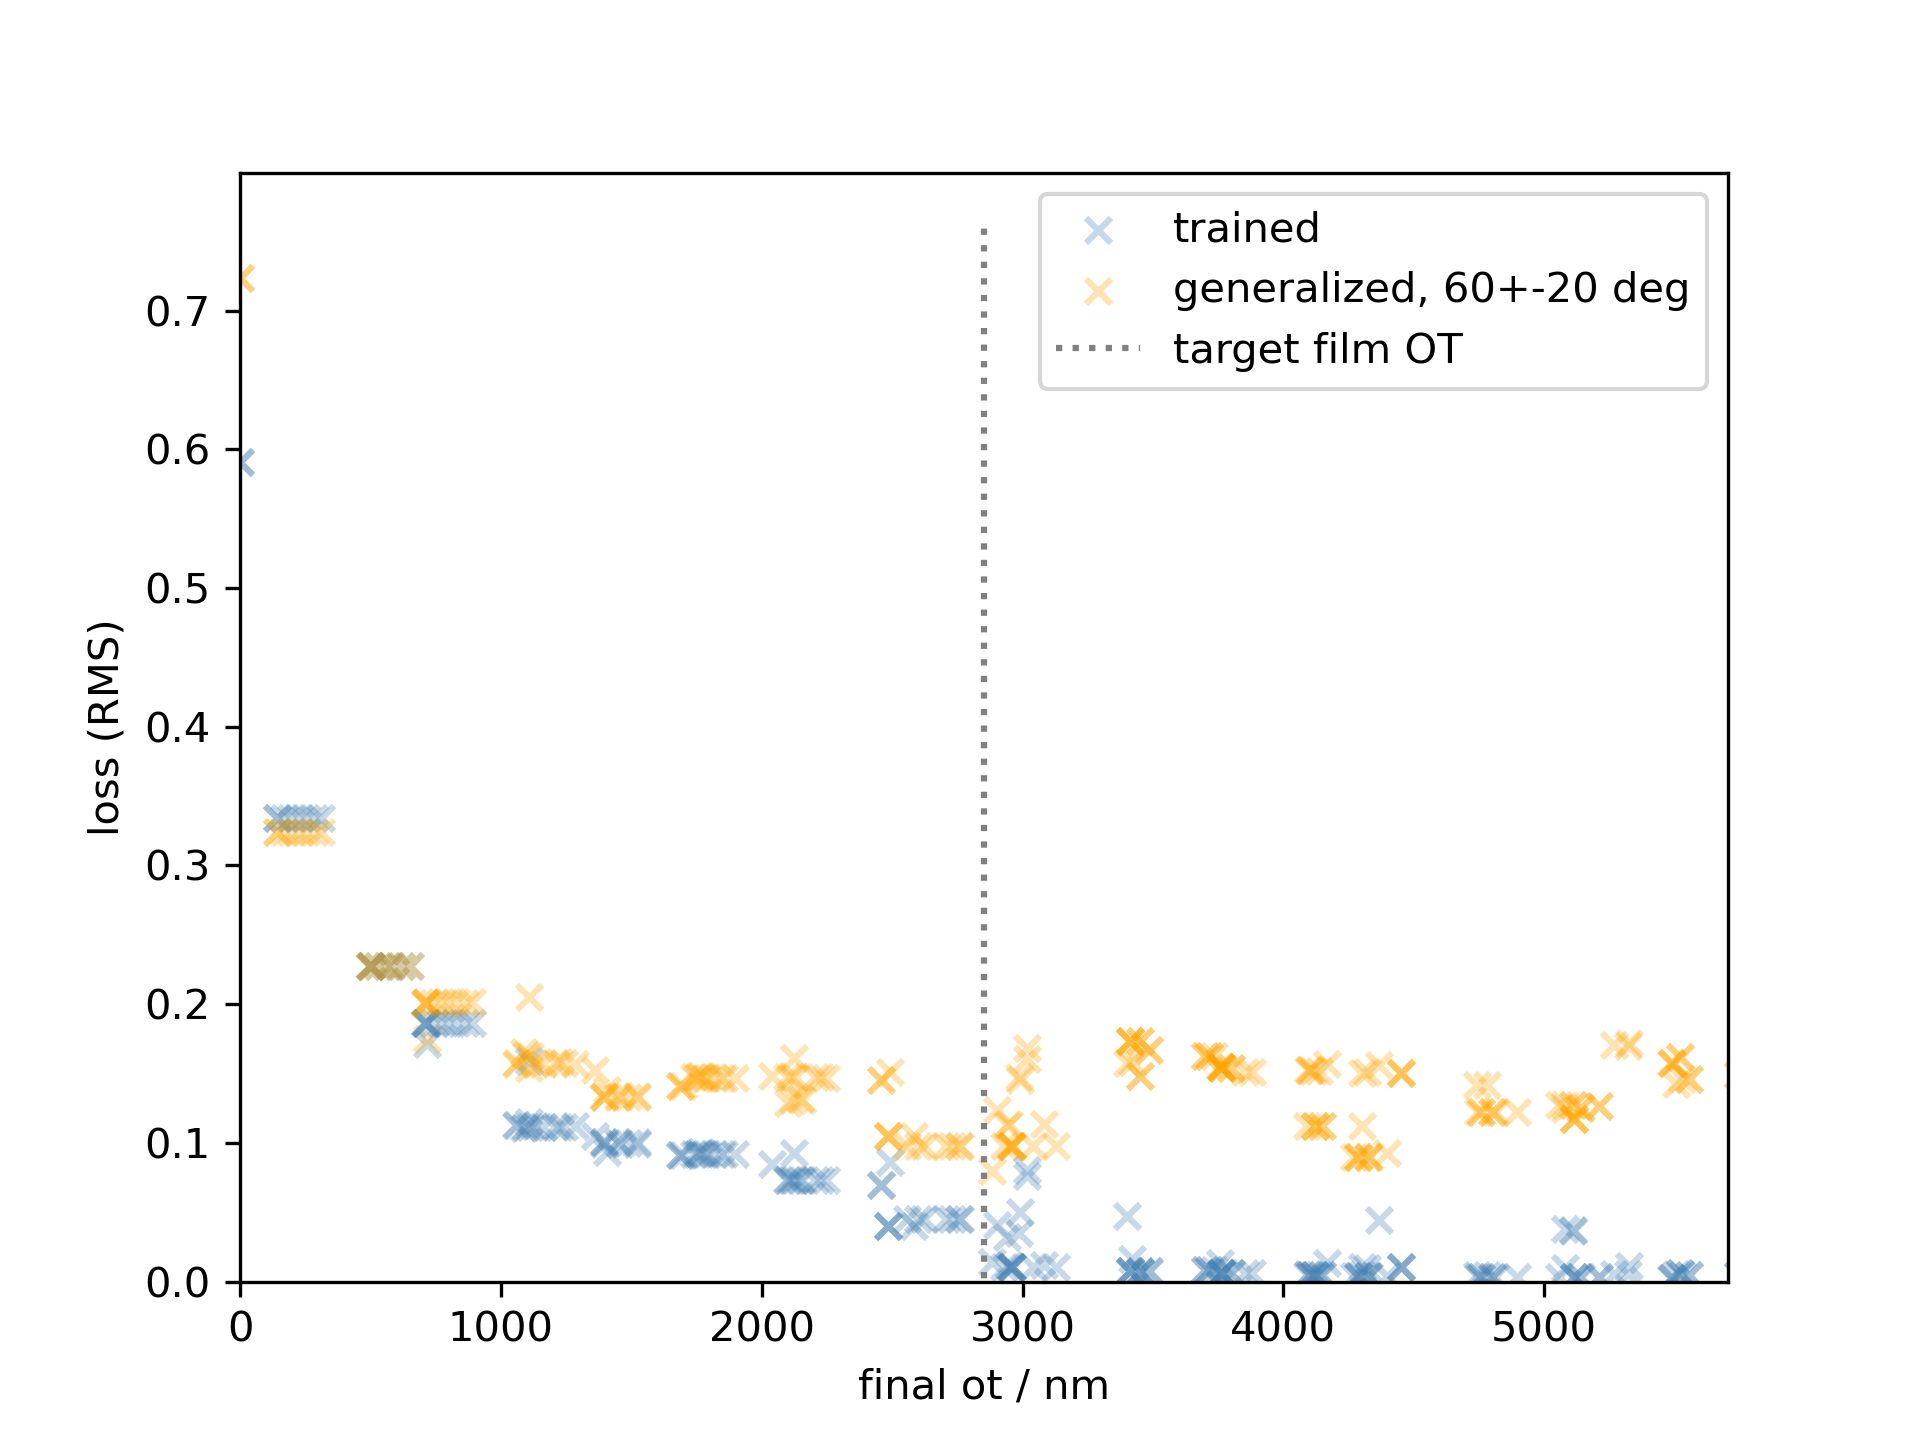 trained
generalized, 60+-20 deg
target film OT
0.7
0.6
0.5
0.4
0.3
0.2
0.1
0.0
loss (RMS)
0 1000 2000 3000 4000 5000
final ot / nm